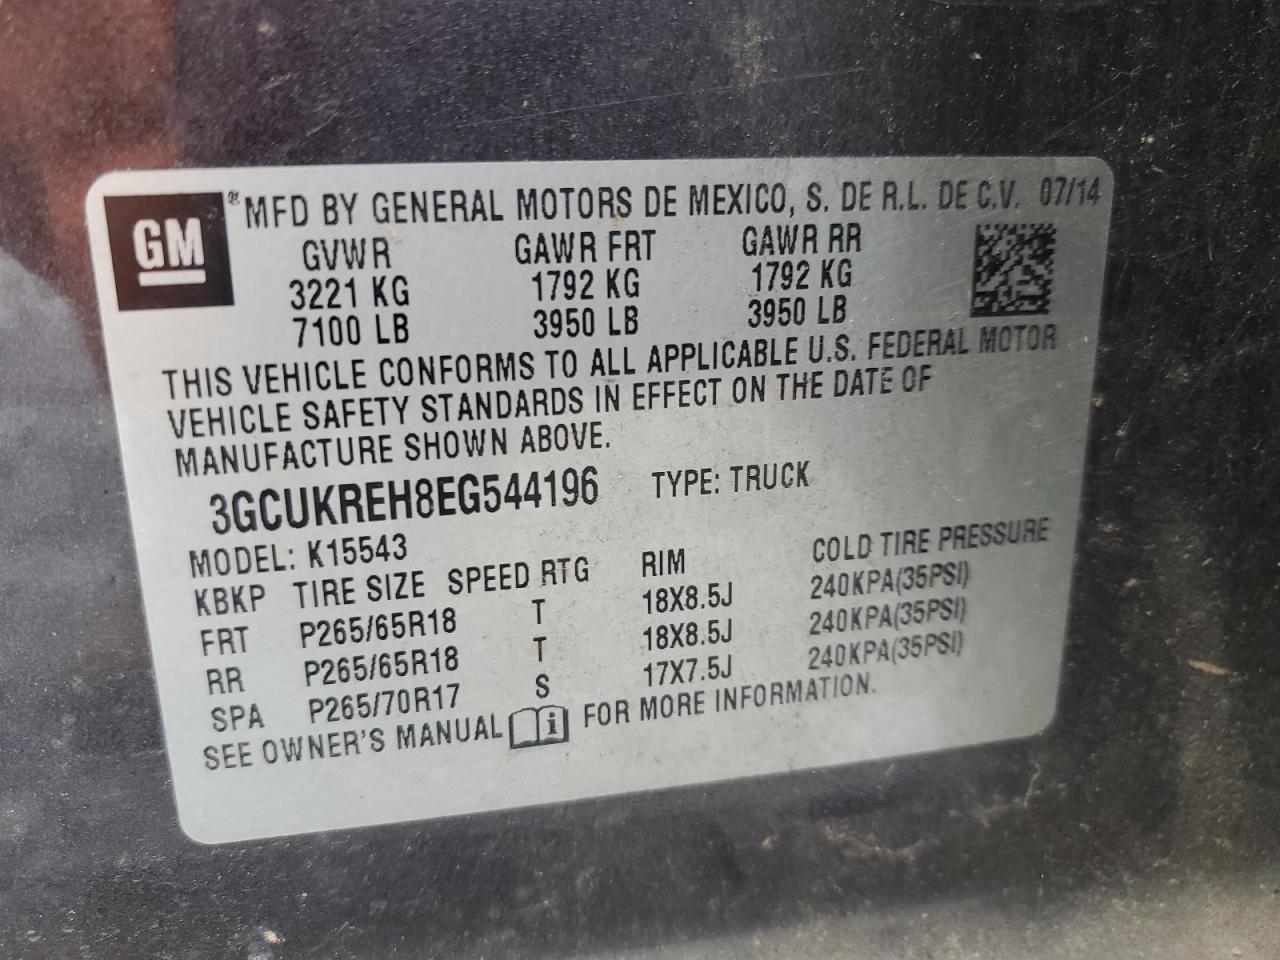 GM
® MFD BY GENERAL MOTORS DE MEXICO, S. DE R.L. DE C.V. 07/14
GVWR GAWR FRT GAWR RR
3221 KG 1792 KG 1792 KG
7100 LB 3950 LB 3950 LB
THIS VEHICLE CONFORMS TO ALL APPLICABLE U.S. FEDERAL MOTOR
VEHICLE SAFETY STANDARDS IN EFFECT ON THE DATE OF
MANUFACTURE SHOWN ABOVE.
3GCUKREH8EG544196 TYPE: TRUCK
MODEL: K15543
KBKP TIRE SIZE SPEED RTG RIM COLD TIRE PRESSURE
FRT P265/65R18 T 18X8.5J 240KPA(35PSI)
RR P265/65R18 T 18X8.5J 240KPA(35PSI)
SPA P265/70R17 S 17X7.5J 240KPA(35PSI)
SEE OWNER'S MANUAL i FOR MORE INFORMATION.